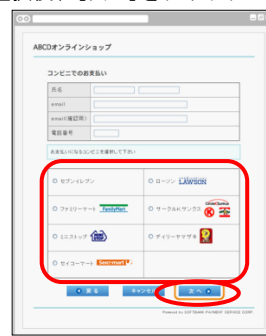 ABCDオンラインショップ
コンビニでのお支払い
氏名
email
email(確認用)
電話番号
お支払いになるコンビニを選択して下さい
セブンイレブン
ローソン LAWSON
ファミリーマート FamilyMart
サークルKサンクス
ミニストップ
デイリーヤマザキ
セイコーマート Seicomart
戻る キャンセル 次へ
Powered by SOFTBANK PAYMENT SERVICE CORP.